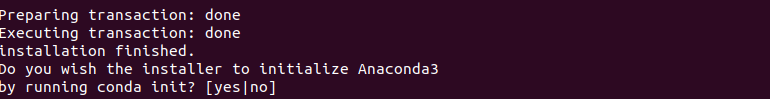 Preparing transaction: done
Executing transaction: done
installation finished.
Do you wish the installer to initialize Anaconda3
by running conda init? [yes|no]